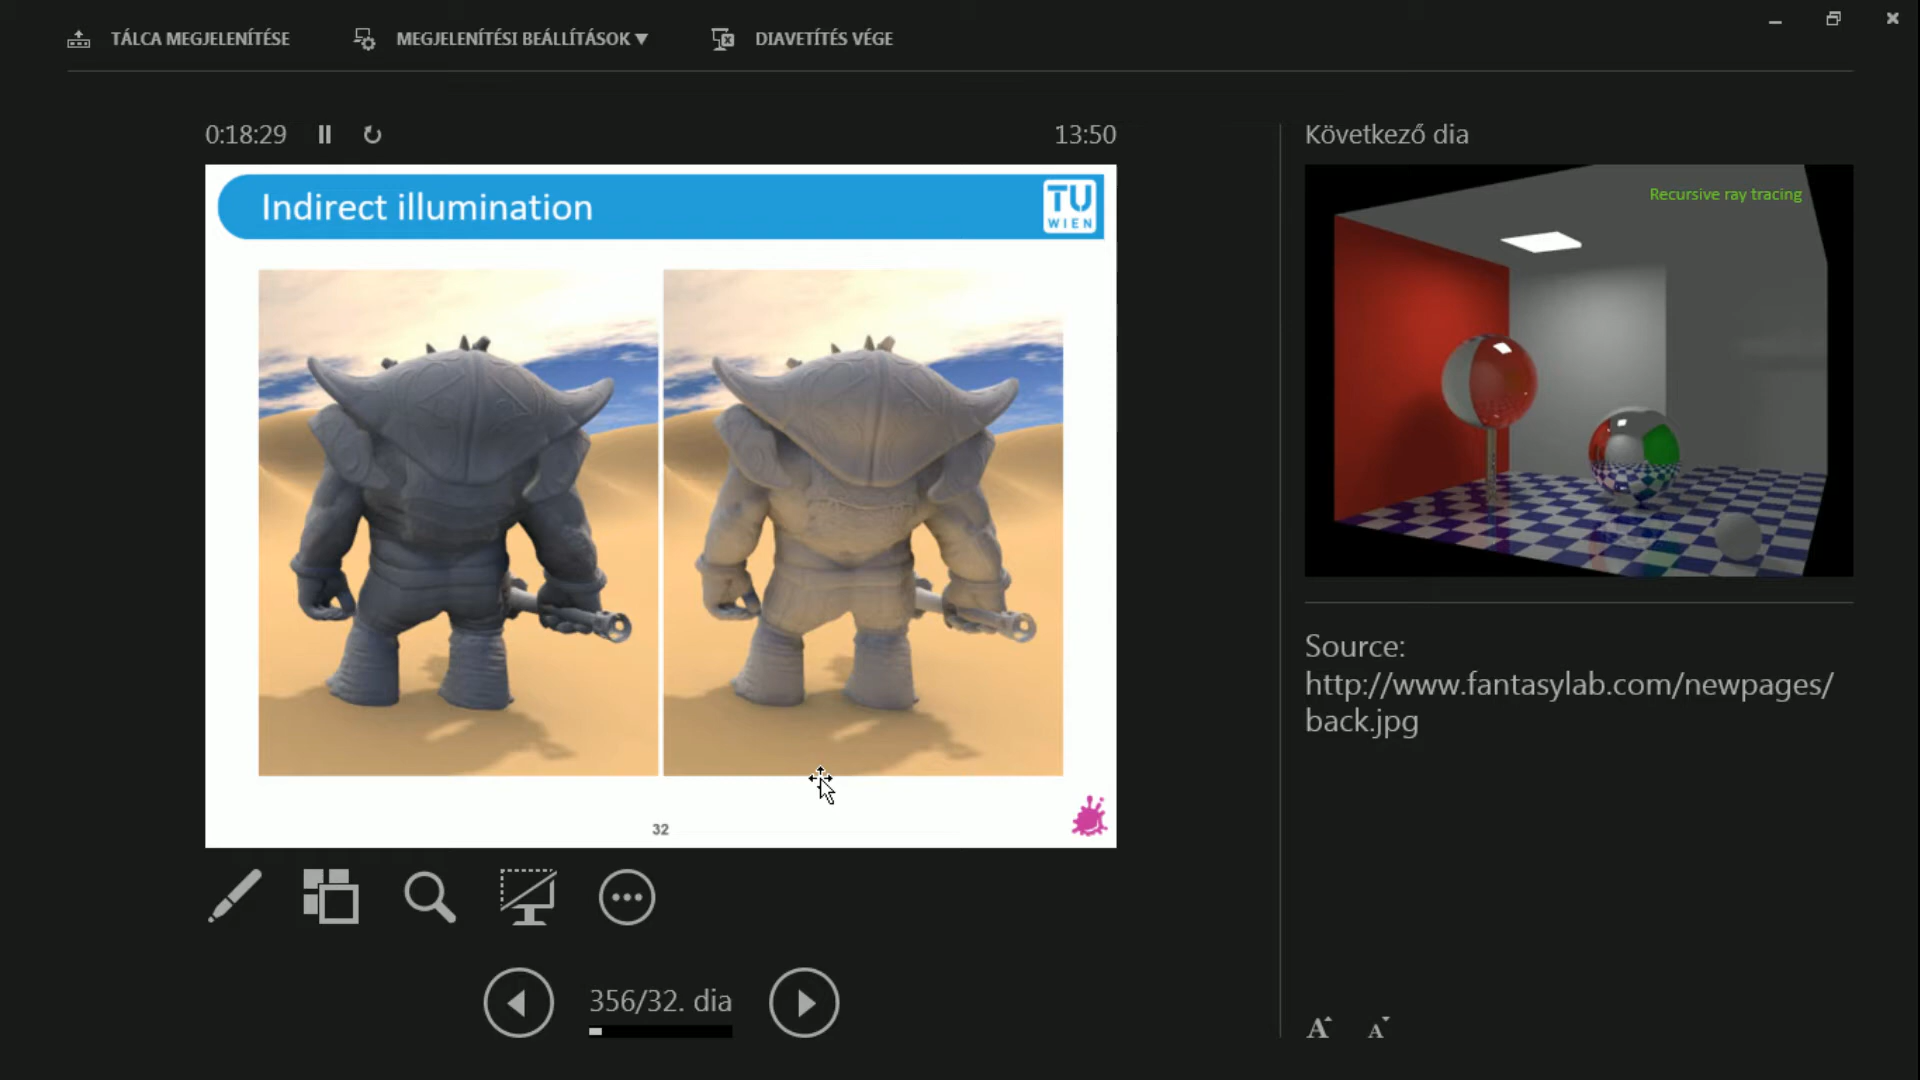 TÁLCA MEGJELENÍTÉSE
MEGJELENÍTÉSI BEÁLLÍTÁSOK ▼
DIAVETÍTÉS VÉGE
0:18:29
13:50
Indirect illumination
TU
WIEN
32
356/32. dia
Következő dia
Recursive ray tracing
Source:
http://www.fantasylab.com/newpages/
back.jpg
A
A